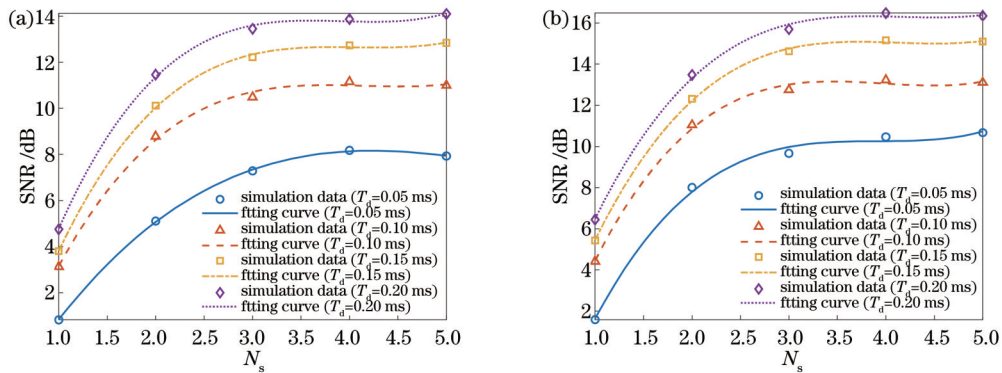 (a)
14
12
10
8
6
4
2
SNR /dB
simulation data (Td=0.05 ms)
ftting curve (Td=0.05 ms)
simulation data (Td=0.10 ms)
ftting curve (Td=0.10 ms)
simulation data (Td=0.15 ms)
ftting curve (Td=0.15 ms)
simulation data (Td=0.20 ms)
ftting curve (Td=0.20 ms)
1.0 1.5 2.0 2.5 3.0 3.5 4.0 4.5 5.0
Ns
(b)
16
14
12
10
8
6
4
2
SNR /dB
simulation data (Td=0.05 ms)
ftting curve (Td=0.05 ms)
simulation data (Td=0.10 ms)
ftting curve (Td=0.10 ms)
simulation data (Td=0.15 ms)
ftting curve (Td=0.15 ms)
simulation data (Td=0.20 ms)
ftting curve (Td=0.20 ms)
1.0 1.5 2.0 2.5 3.0 3.5 4.0 4.5 5.0
Ns